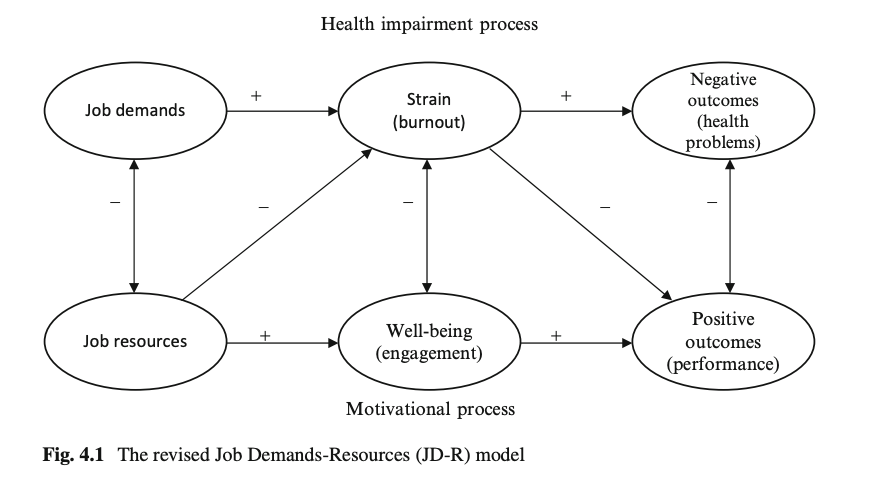 Health impairment process
Job demands
+
Strain
(burnout)
+
Negative
outcomes
(health
problems)
–
–
–
–
–
Job resources
+
Well-being
(engagement)
+
Positive
outcomes
(performance)
Motivational process
Fig. 4.1 The revised Job Demands-Resources (JD-R) model